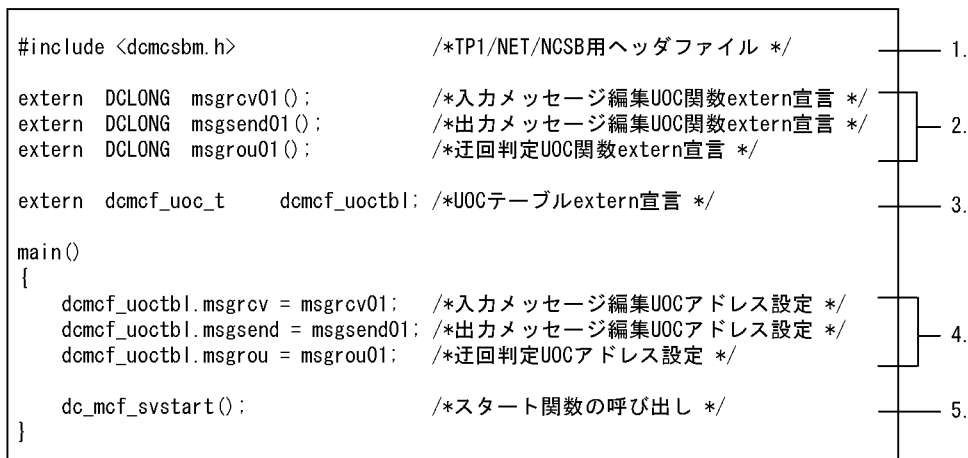 #include <dcmcsbm.h> /*TP1/NET/NCSB用ヘッダファイル */ 1.
extern DCLONG msgrcv01(); /*入力メッセージ編集UOC関数extern宣言 */
extern DCLONG msgsend01(); /*出力メッセージ編集UOC関数extern宣言 */ 2.
extern DCLONG msgrou01(); /*迂回判定UOC関数extern宣言 */
extern dcmcf_uoc_t dcmcf_uoctbl; /*UOCテーブルextern宣言 */ 3.
main()
{
dcmcf_uoctbl.msgrcv = msgrcv01; /*入力メッセージ編集UOCアドレス設定 */
dcmcf_uoctbl.msgsend = msgsend01; /*出力メッセージ編集UOCアドレス設定 */ 4.
dcmcf_uoctbl.msgrou = msgrou01; /*迂回判定UOCアドレス設定 */
dc_mcf_svstart(); /*スタート関数の呼び出し */ 5.
}